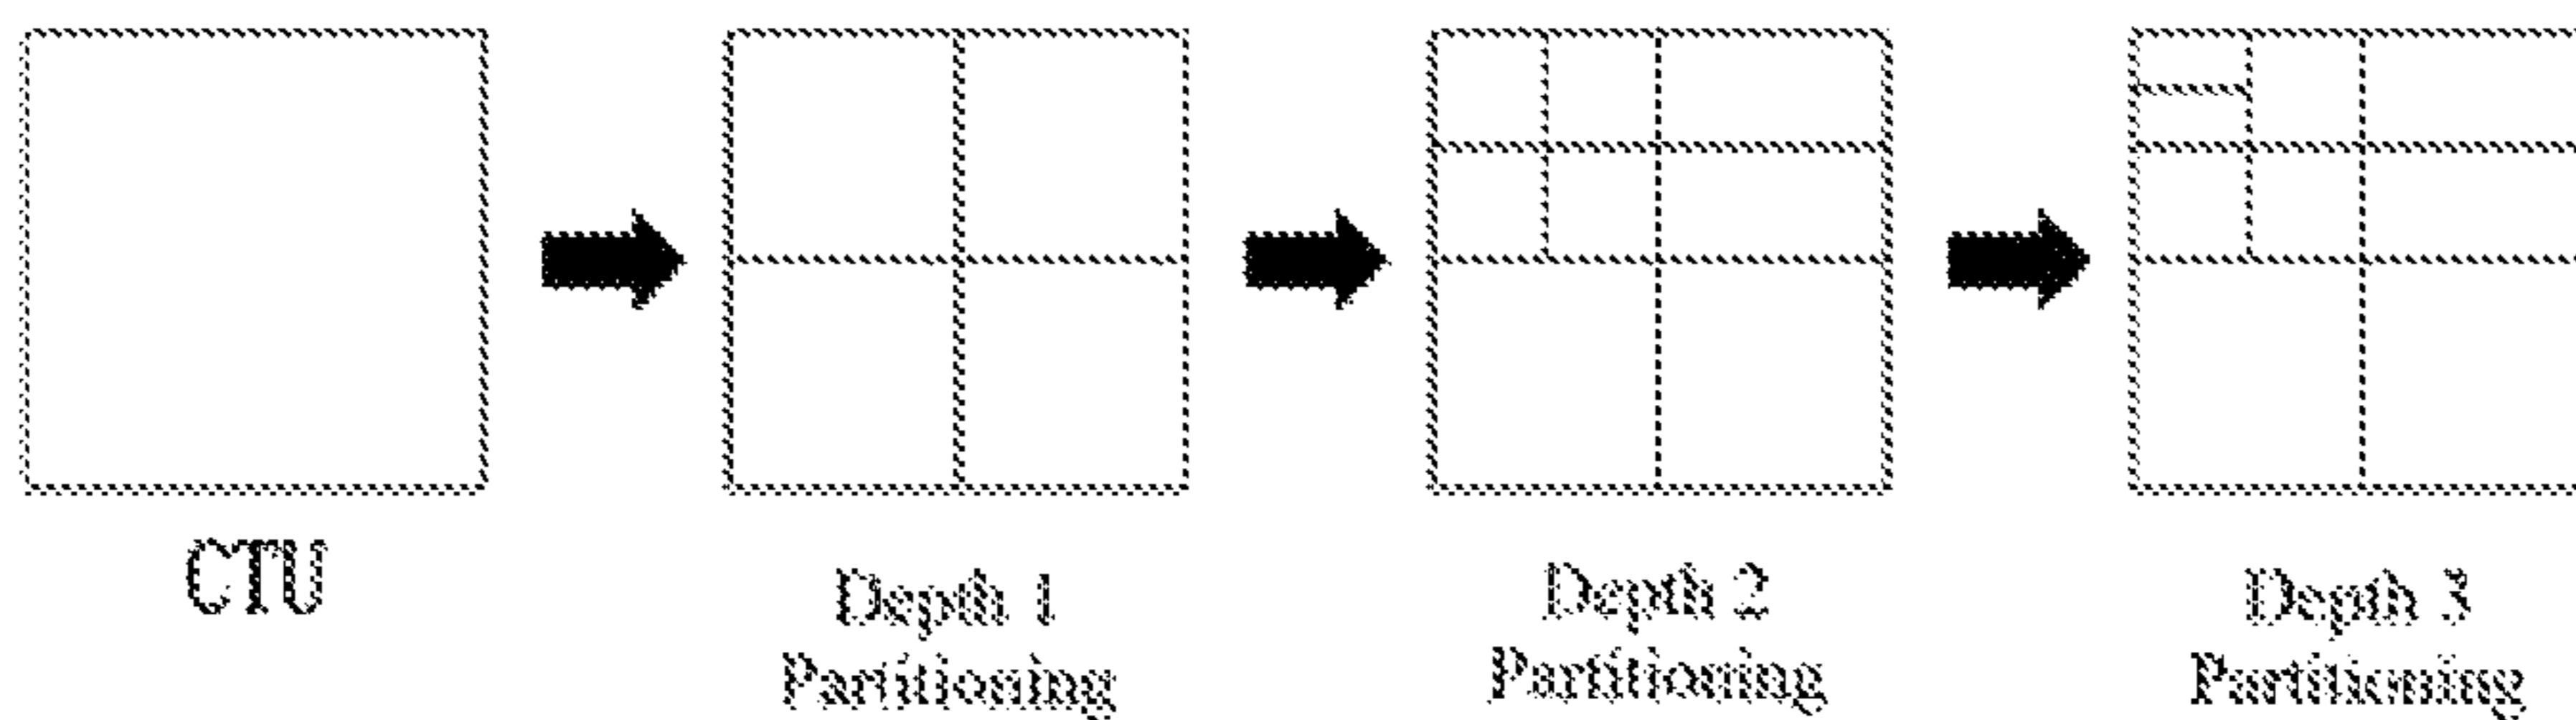 CTU
Depth 1
Partitioning
Depth 2
Partitioning
Depth 3
Partitioning